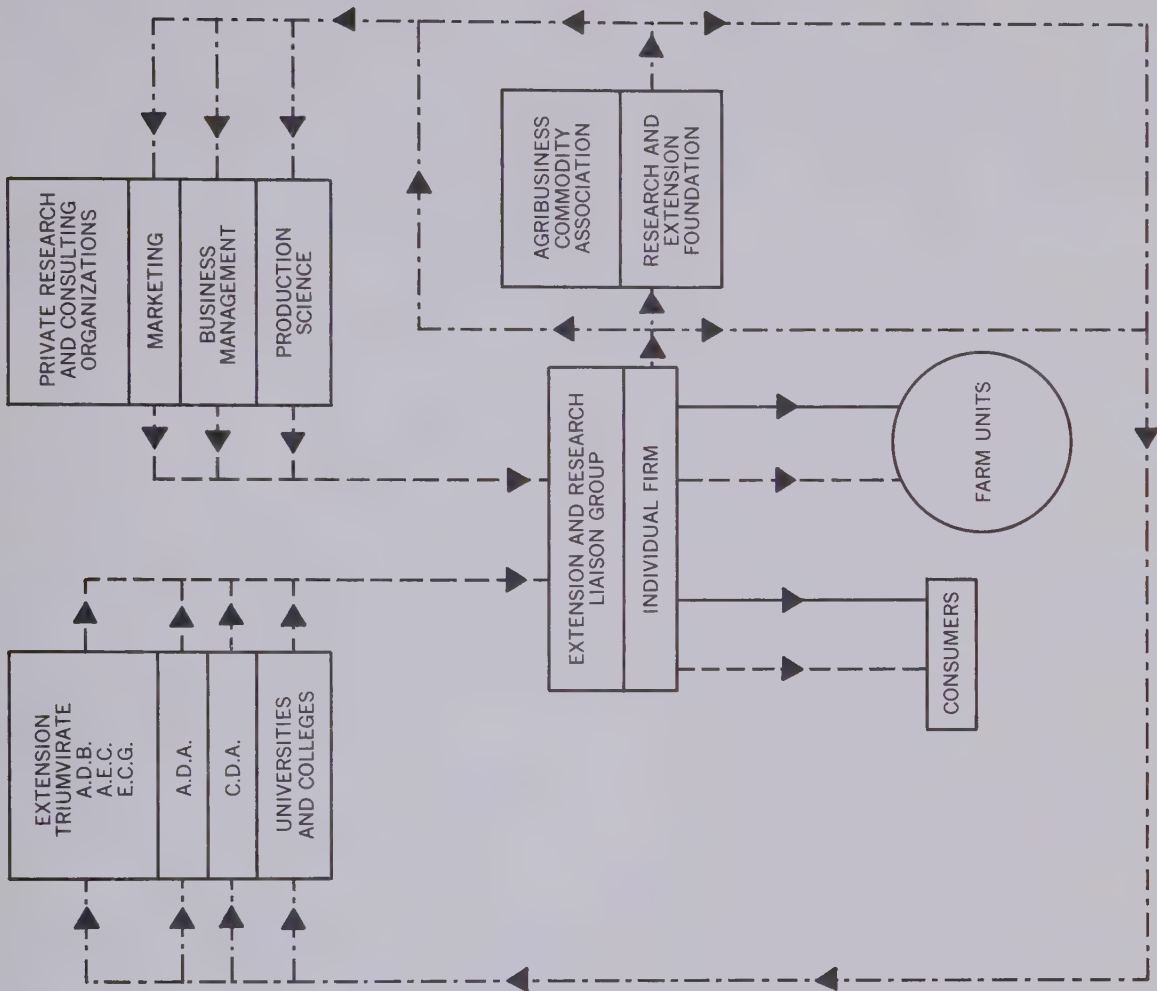 EXTENSION
TRIUMVIRATE
A.D.B.
A.E.C.
E.C.G.
A.D.A.
C.D.A.
UNIVERSITIES
AND COLLEGES
PRIVATE RESEARCH
AND CONSULTING
ORGANIZATIONS
MARKETING
BUSINESS
MANAGEMENT
PRODUCTION
SCIENCE
EXTENSION AND RESEARCH
LIAISON GROUP
INDIVIDUAL FIRM
AGRIBUSINESS
COMMODITY
ASSOCIATION
RESEARCH AND
EXTENSION
FOUNDATION
CONSUMERS
FARM UNITS